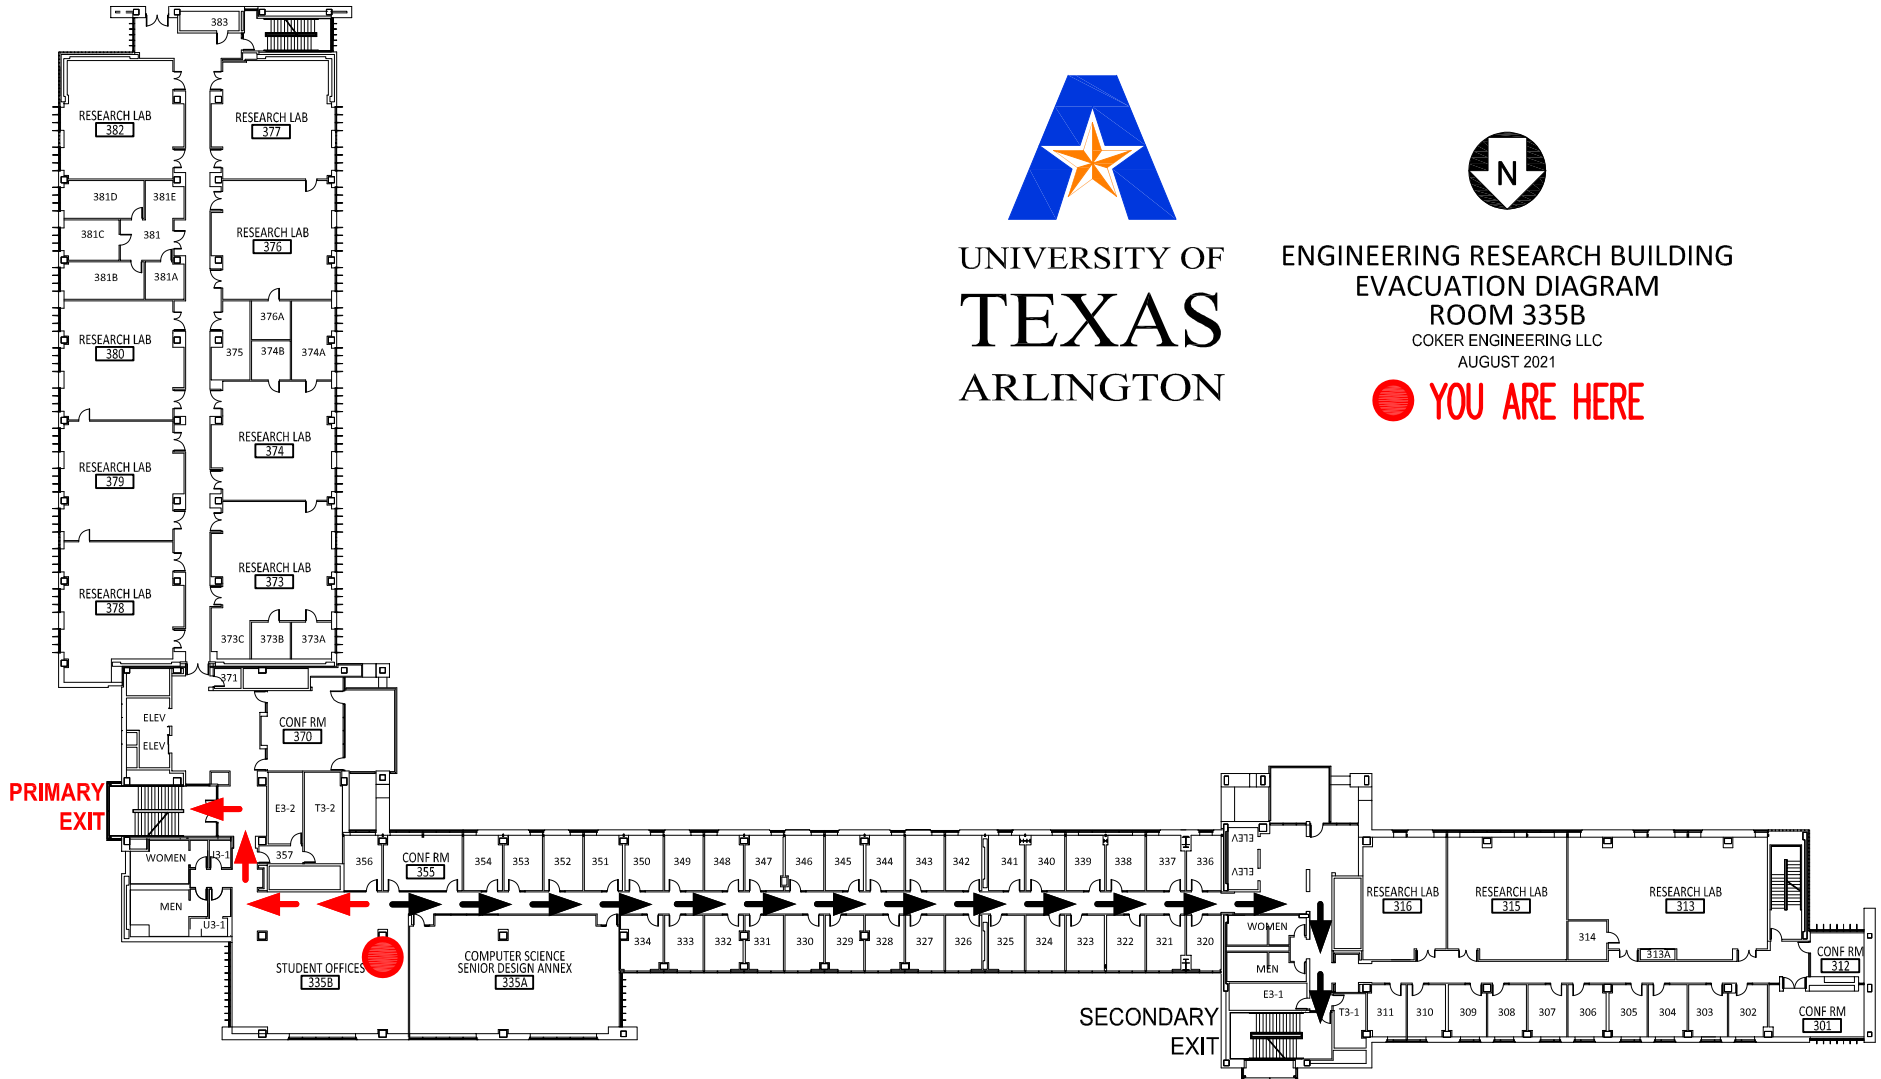 383
RESEARCH LAB
382
RESEARCH LAB
377
381D
381E
381C
381
381B
381A
RESEARCH LAB
376
376A
375
374B
374A
RESEARCH LAB
380
RESEARCH LAB
374
RESEARCH LAB
379
RESEARCH LAB
373
RESEARCH LAB
378
373C
373B
373A
371
ELEV
ELEV
CONF RM
370
PRIMARY
EXIT
E3-2
T3-2
WOMEN
J3-1
357
MEN
U3-1
356
CONF RM
355
354
353
352
351
350
349
348
347
346
345
344
343
342
341
340
339
338
337
336
STUDENT OFFICES
335B
COMPUTER SCIENCE
SENIOR DESIGN ANNEX
335A
334
333
332
331
330
329
328
327
326
325
324
323
322
321
320
ELEV
ELEV
WOMEN
MEN
E3-1
SECONDARY
EXIT
T3-1
RESEARCH LAB
316
RESEARCH LAB
315
RESEARCH LAB
313
314
313A
CONF RM
312
311
310
309
308
307
306
305
304
303
302
CONF RM
301
UNIVERSITY OF
TEXAS
ARLINGTON
N
ENGINEERING RESEARCH BUILDING
EVACUATION DIAGRAM
ROOM 335B
COKER ENGINEERING LLC
AUGUST 2021
YOU ARE HERE